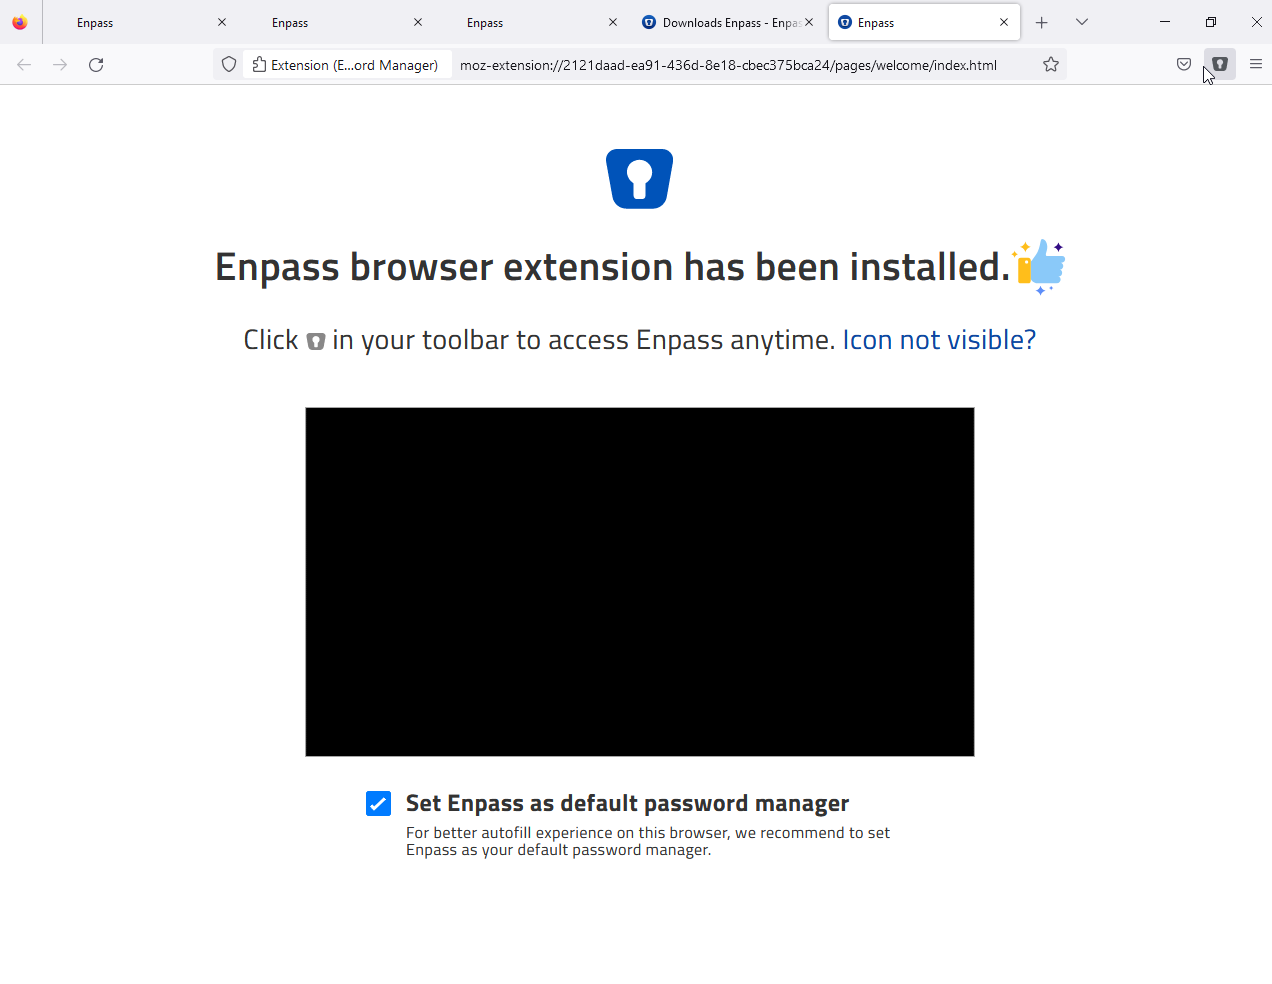 Enpass
Enpass
Enpass
Downloads Enpass - Enpas
Enpass
Extension (E...ord Manager)
moz-extension://2121daad-ea91-436d-8e18-cbec375bca24/pages/welcome/index.html
Enpass browser extension has been installed.
Click in your toolbar to access Enpass anytime. Icon not visible?
Set Enpass as default password manager
For better autofill experience on this browser, we recommend to set
Enpass as your default password manager.